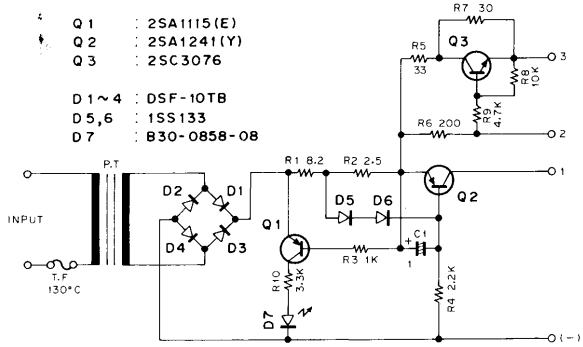 Q1 : 2SA1115(E)
Q2 : 2SA1241(Y)
Q3 : 2SC3076
D1~4 : DSF-10TB
D5,6 : 1SS133
D7 : B30-0858-08
R7 30
Q3
R5
33
R8
10K
3
R9
4.7K
R6 200
2
P.T
D2
D1
D4
D3
R1 8.2
R2 2.5
1
Q2
D5
D6
INPUT
Q1
R3 1K
+
C1
1
R10
3.3K
R4 2.2K
T.F
130°C
D7
(-)